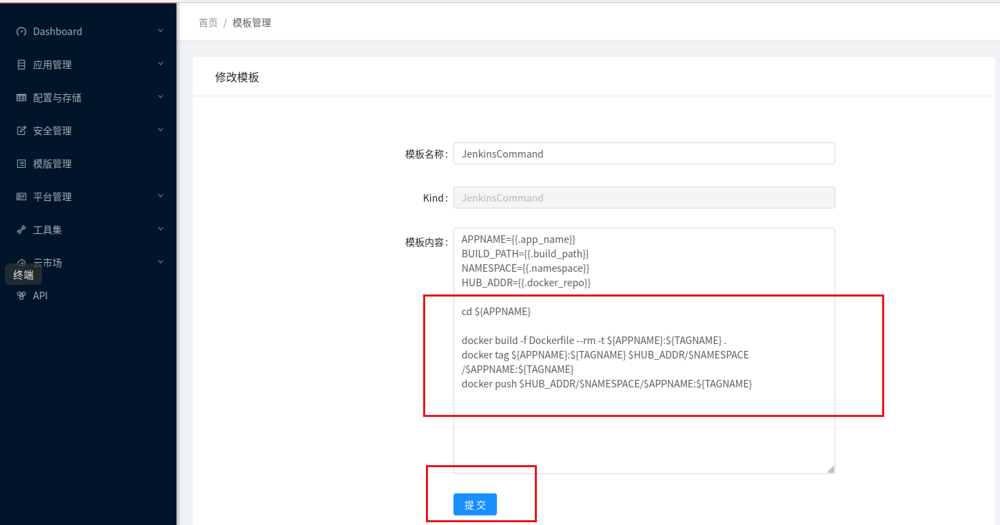 首页 / 模板管理
Dashboard
应用管理
配置与存储
安全管理
模版管理
平台管理
工具集
云市场
终端
API
修改模板
模板名称: JenkinsCommand
Kind: JenkinsCommand
模板内容: APPNAME={{.app_name}}
BUILD_PATH={{.build_path}}
NAMESPACE={{.namespace}}
HUB_ADDR={{.docker_repo}}
cd ${APPNAME}
docker build -f Dockerfile --rm -t ${APPNAME}:${TAGNAME} .
docker tag ${APPNAME}:${TAGNAME} $HUB_ADDR/$NAMESPACE
/$APPNAME:${TAGNAME}
docker push $HUB_ADDR/$NAMESPACE/$APPNAME:${TAGNAME}
提 交